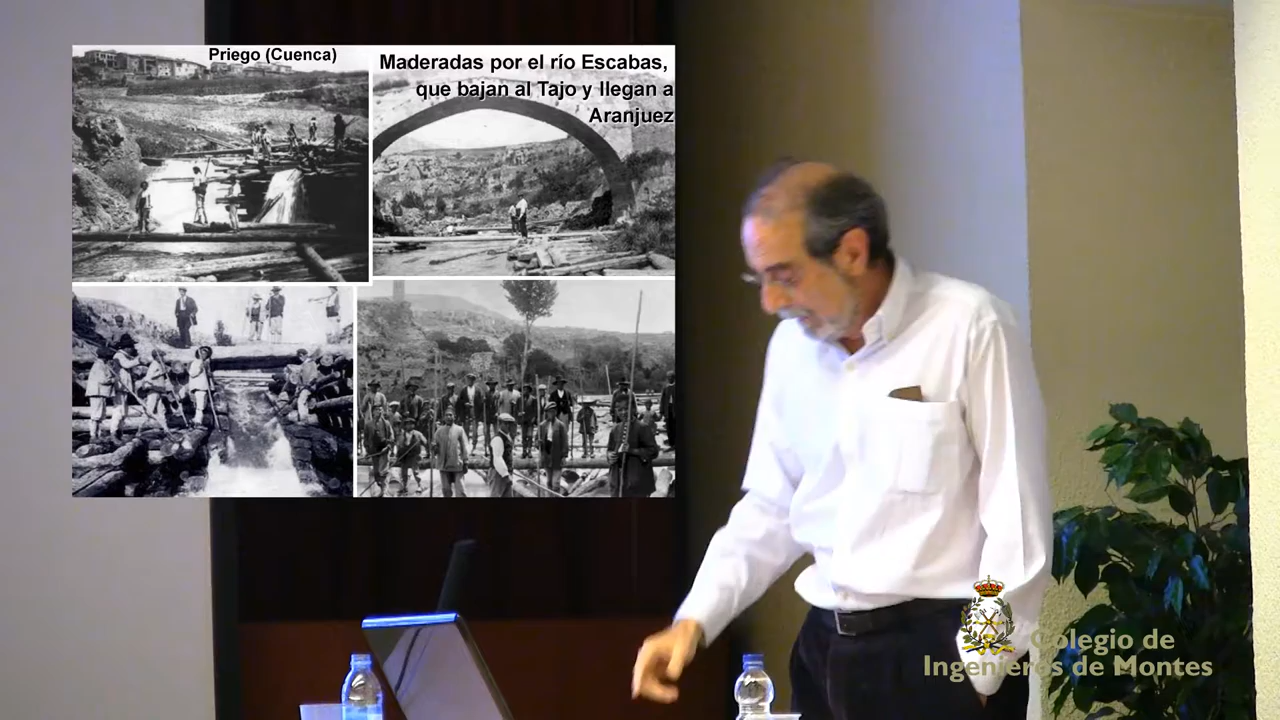 Priego (Cuenca)
Maderadas por el río Escabas,
que bajan al Tajo y llegan a
Aranjuez
Colegio de
Ingenieros de Montes